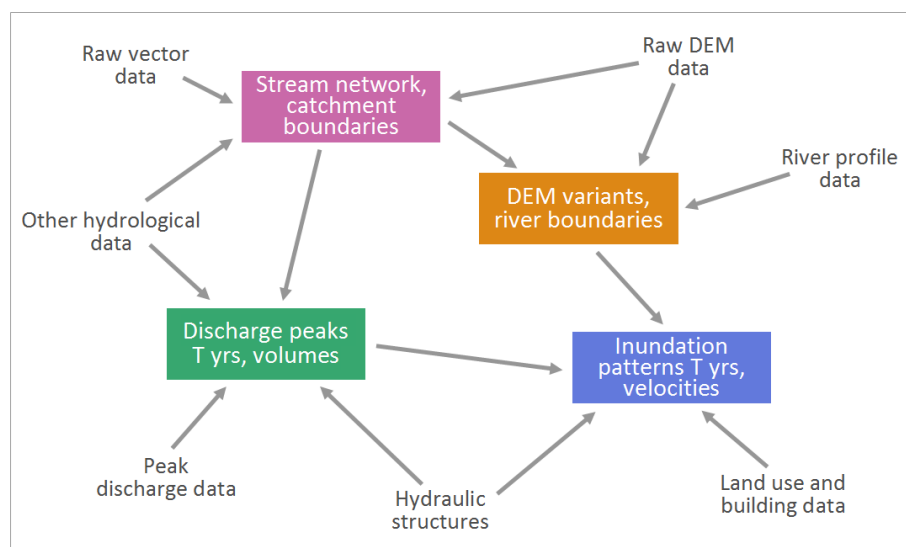 Raw vector
data
Raw DEM
data
Stream network,
catchment
boundaries
River profile
data
DEM variants,
river boundaries
Other hydrological
data
Discharge peaks
T yrs, volumes
Inundation
patterns T yrs,
velocities
Peak
discharge data
Hydraulic
structures
Land use and
building data